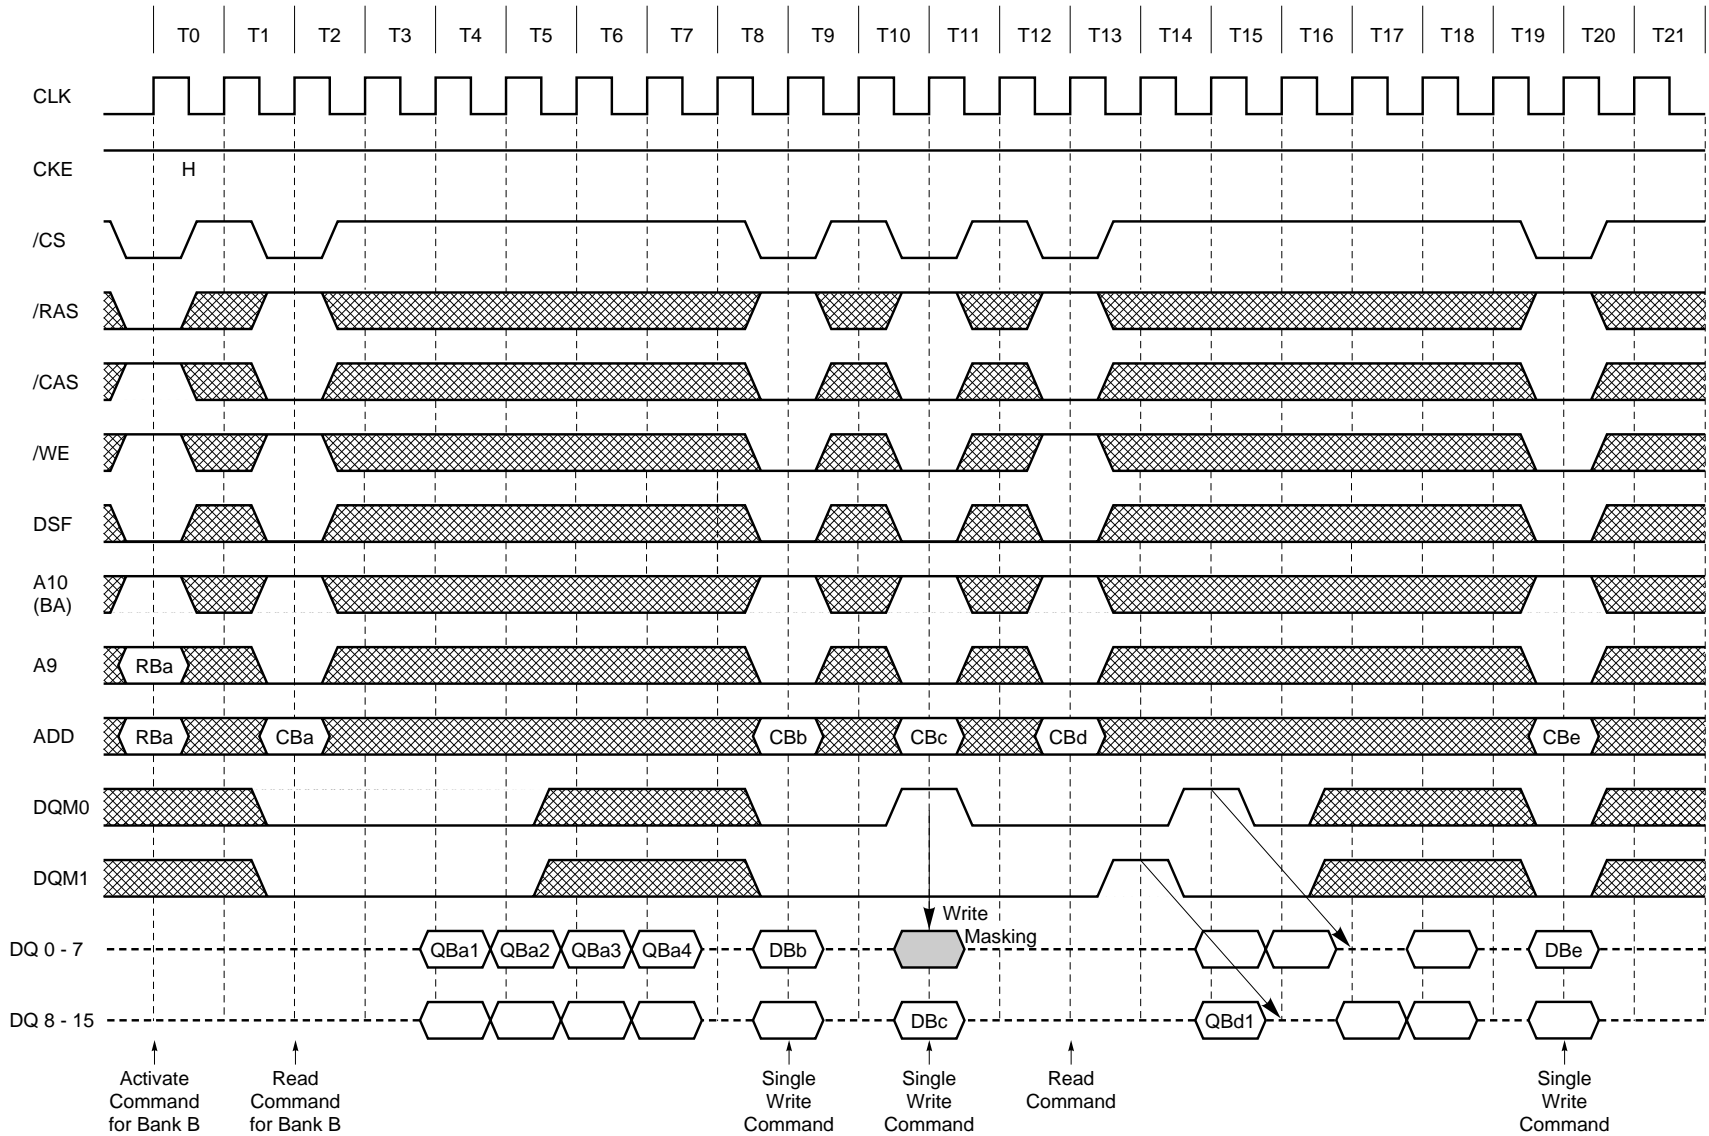 T0 T1 T2 T3 T4 T5 T6 T7 T8 T9 T10 T11 T12 T13 T14 T15 T16 T17 T18 T19 T20 T21
CLK
CKE H
/CS
/RAS
/CAS
/WE
DSF
A10
(BA)
A9 RBa
ADD RBa CBa CBb CBc CBd CBe
DQM0
DQM1
Write
Masking
DQ 0 - 7 QBa1 QBa2 QBa3 QBa4 DBb DBe
DQ 8 - 15 DBc QBd1
Activate
Command
for Bank B
Read
Command
for Bank B
Single
Write
Command
Single
Write
Command
Read
Command
Single
Write
Command